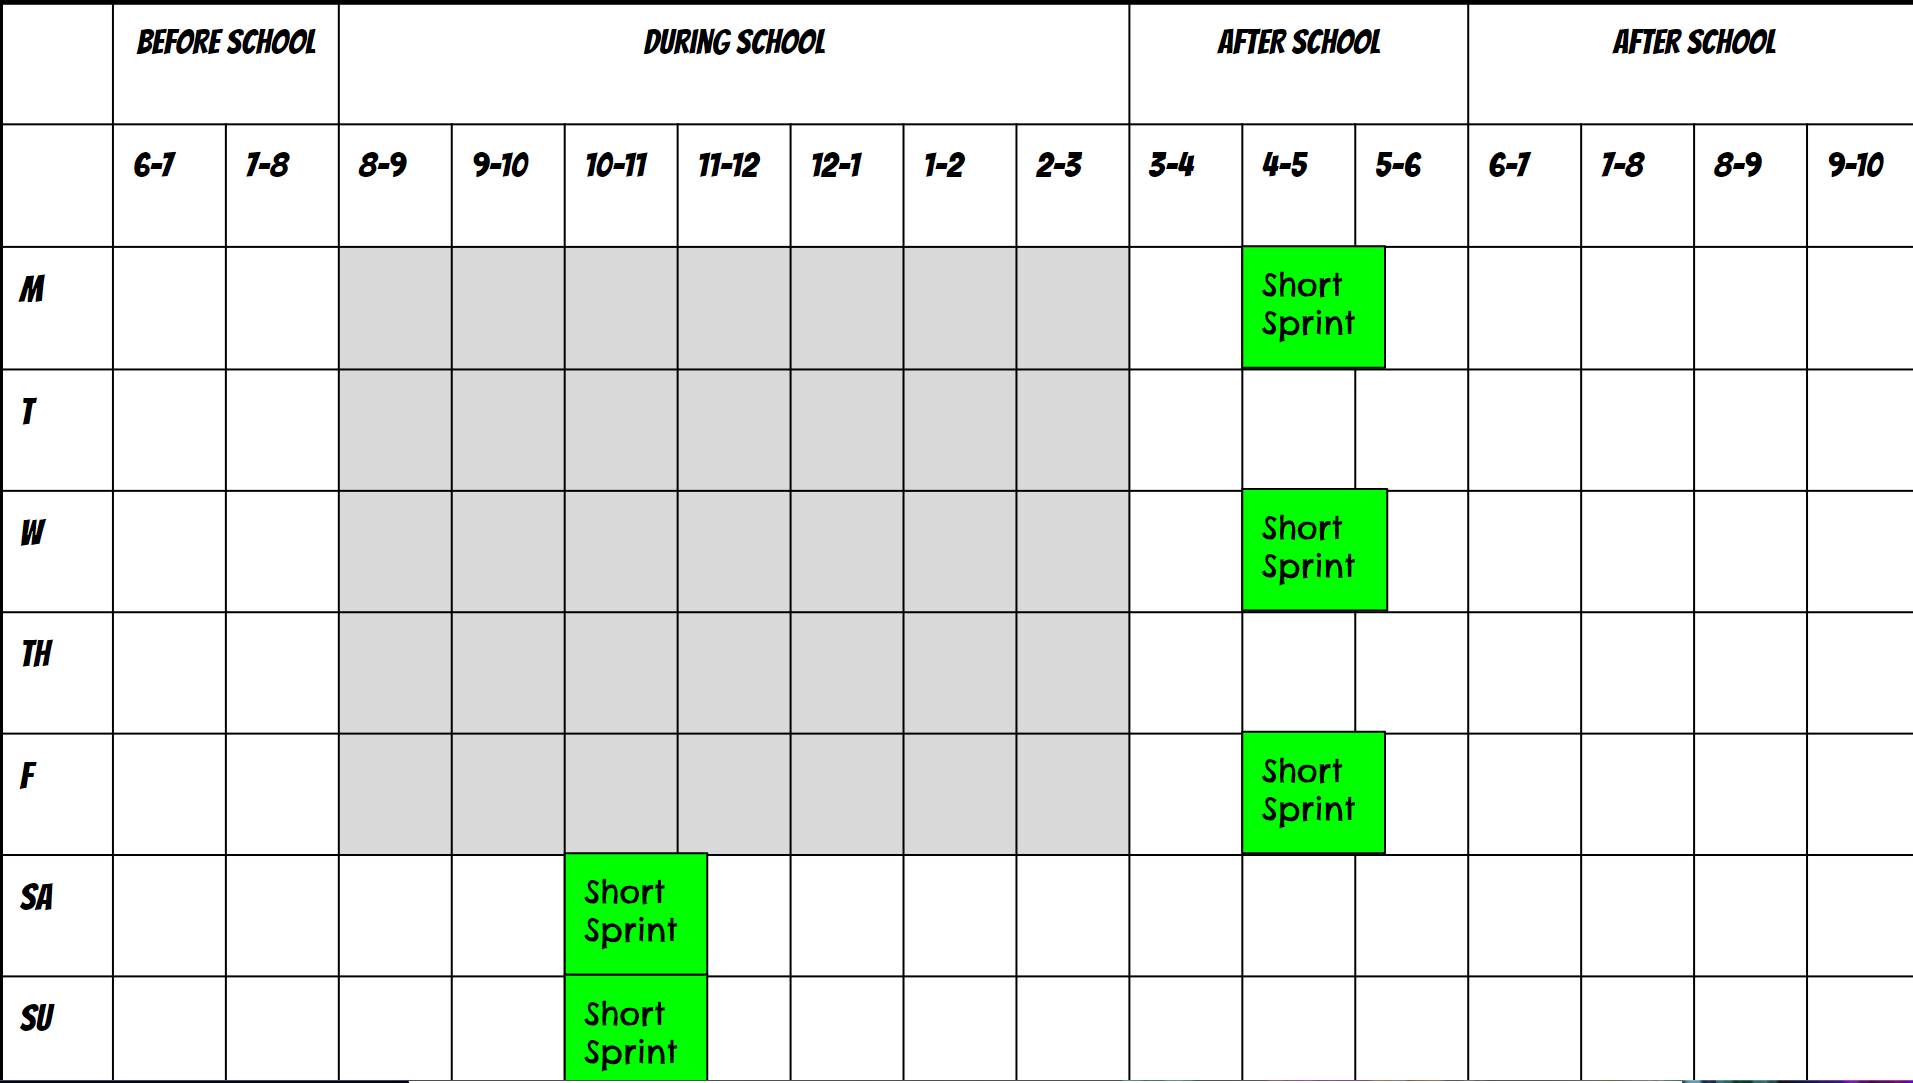 BEFORE SCHOOL DURING SCHOOL AFTER SCHOOL AFTER SCHOOL
6-7 7-8 8-9 9-10 10-11 11-12 12-1 1-2 2-3 3-4 4-5 5-6 6-7 7-8 8-9 9-10
M
Short
Sprint
T
W
Short
Sprint
TH
F
Short
Sprint
SA
Short
Sprint
SU
Short
Sprint